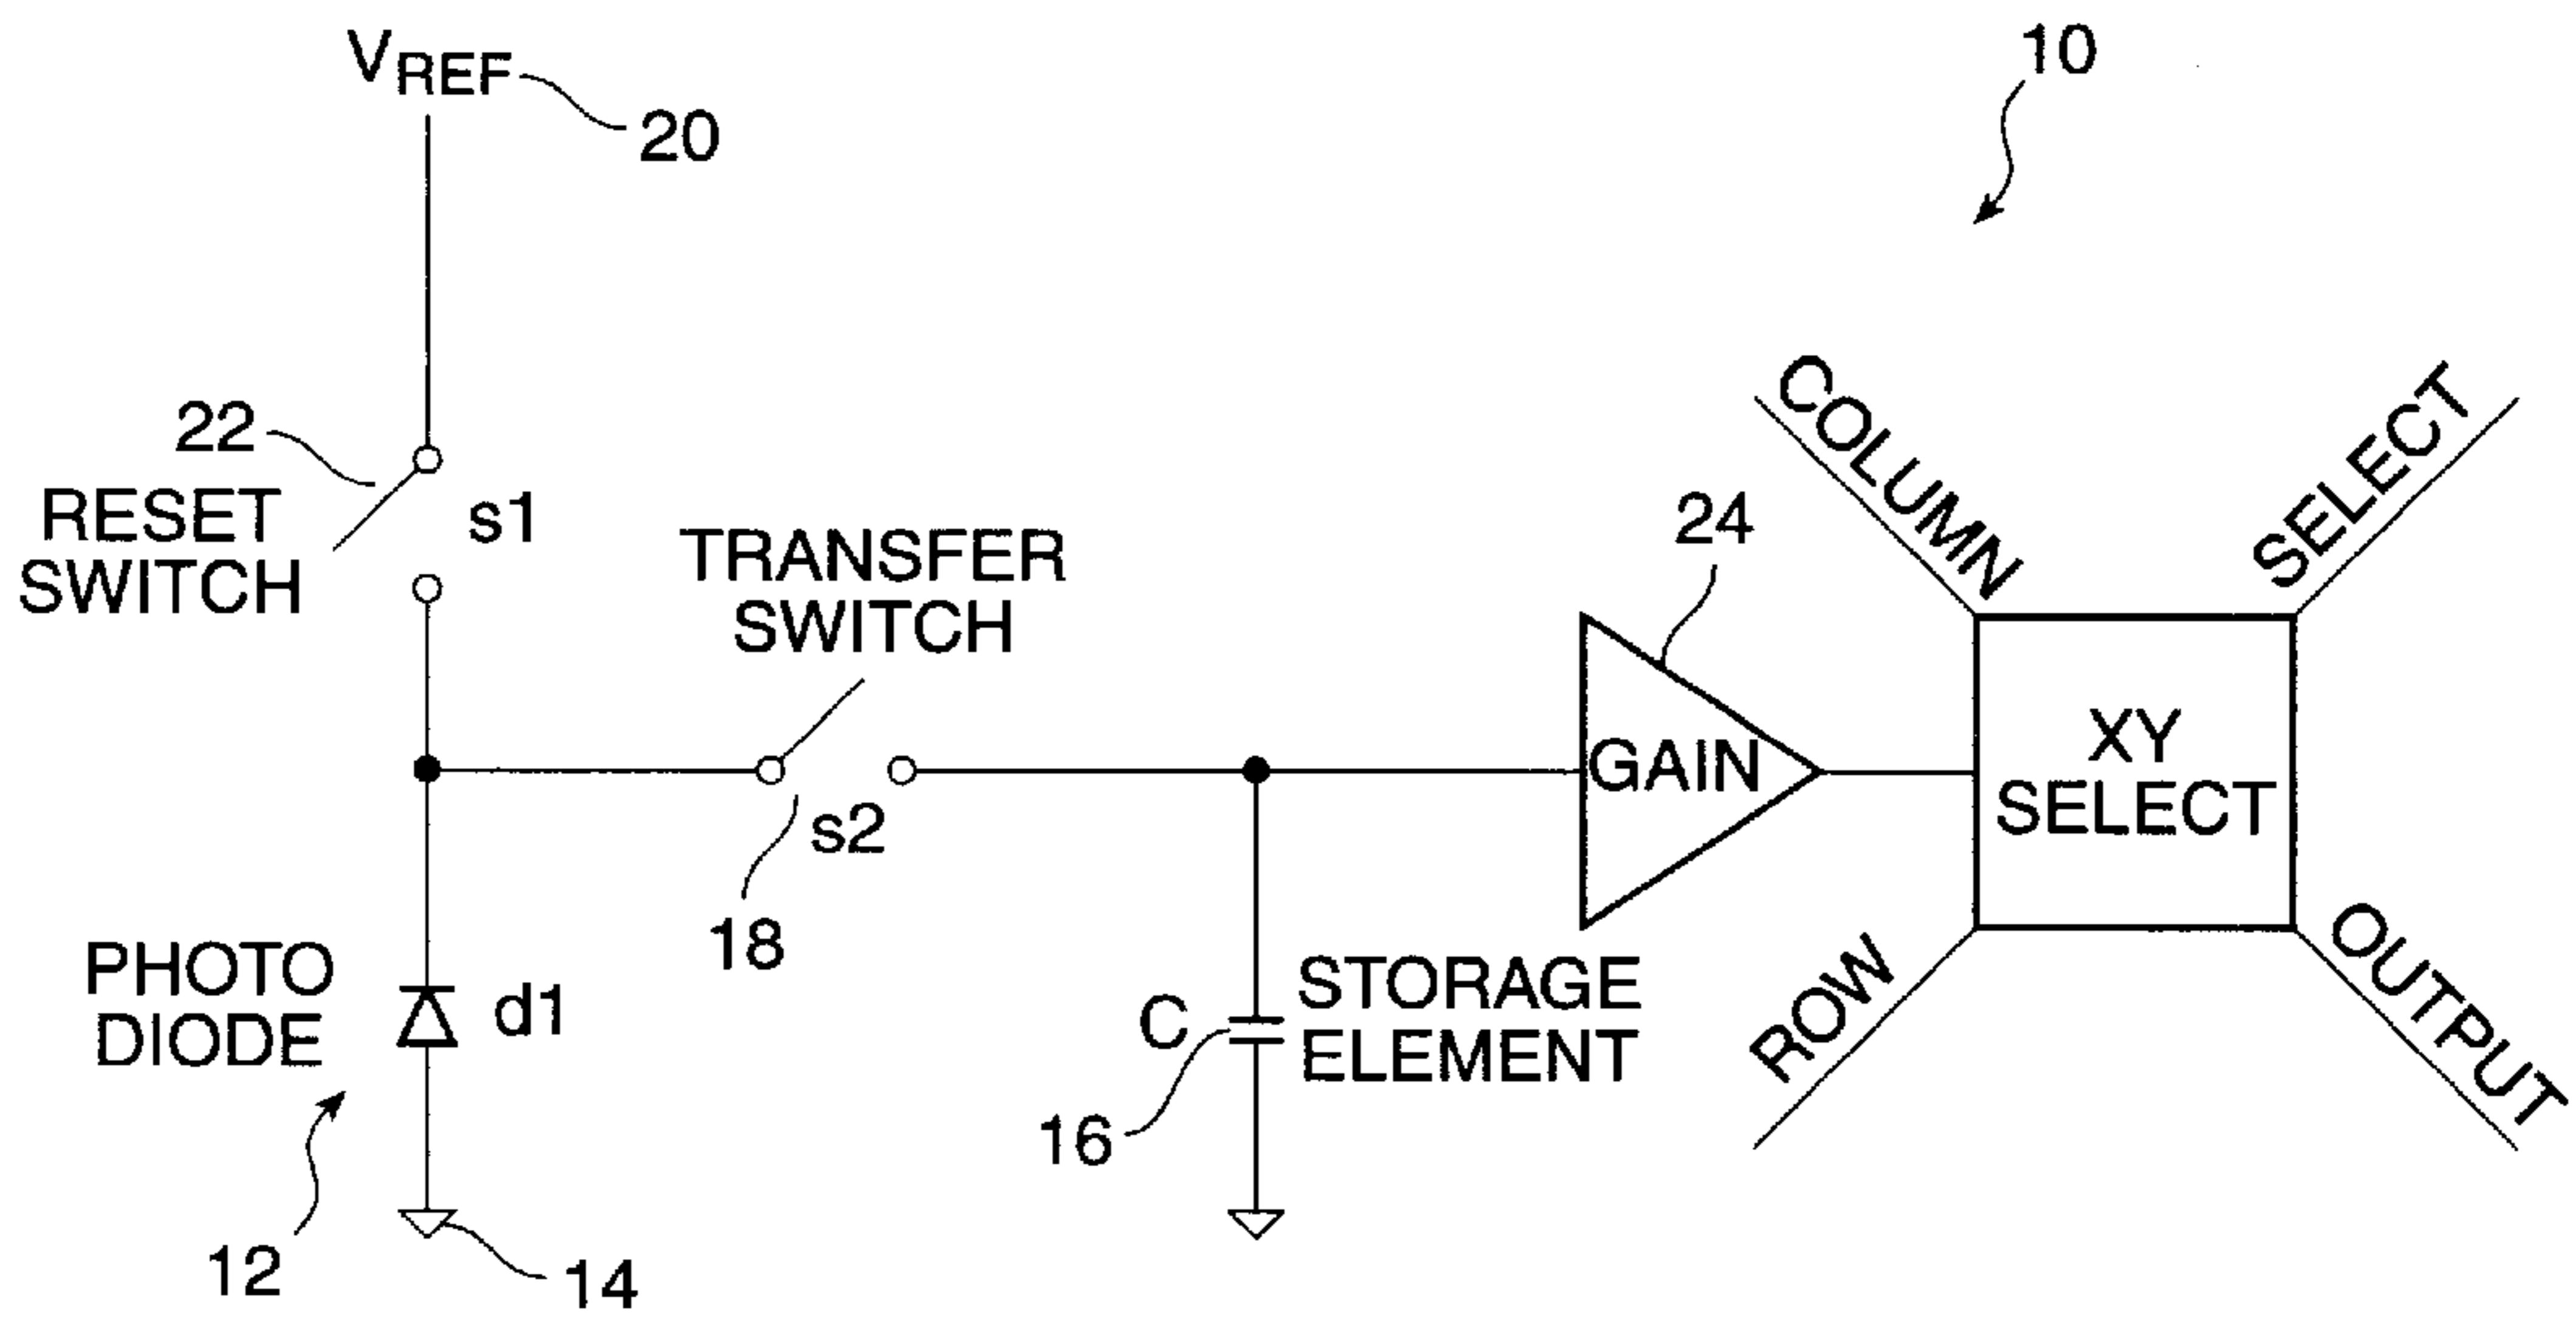 VREF
20
10
22
RESET
SWITCH
s1
TRANSFER
SWITCH
s2
18
24
GAIN
COLUMN
SELECT
XY
SELECT
ROW
OUTPUT
PHOTO
DIODE
d1
12
14
C
16
STORAGE
ELEMENT